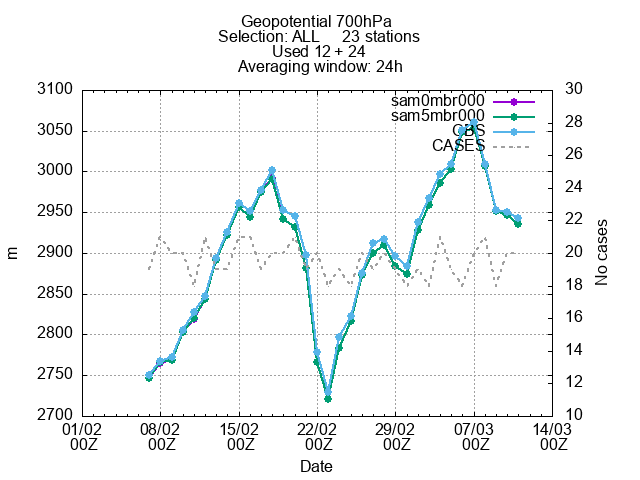 Geopotential 700hPa
Selection: ALL 23 stations
Used 12 + 24
Averaging window: 24h
sam0mbr000
sam5mbr000
OBS
CASES
3100
3050
3000
2950
2900
2850
2800
2750
2700
m
30
28
26
24
22
20
18
16
14
12
10
No cases
01/02 08/02 15/02 22/02 29/02 07/03 14/03
00Z 00Z 00Z 00Z 00Z 00Z 00Z
Date